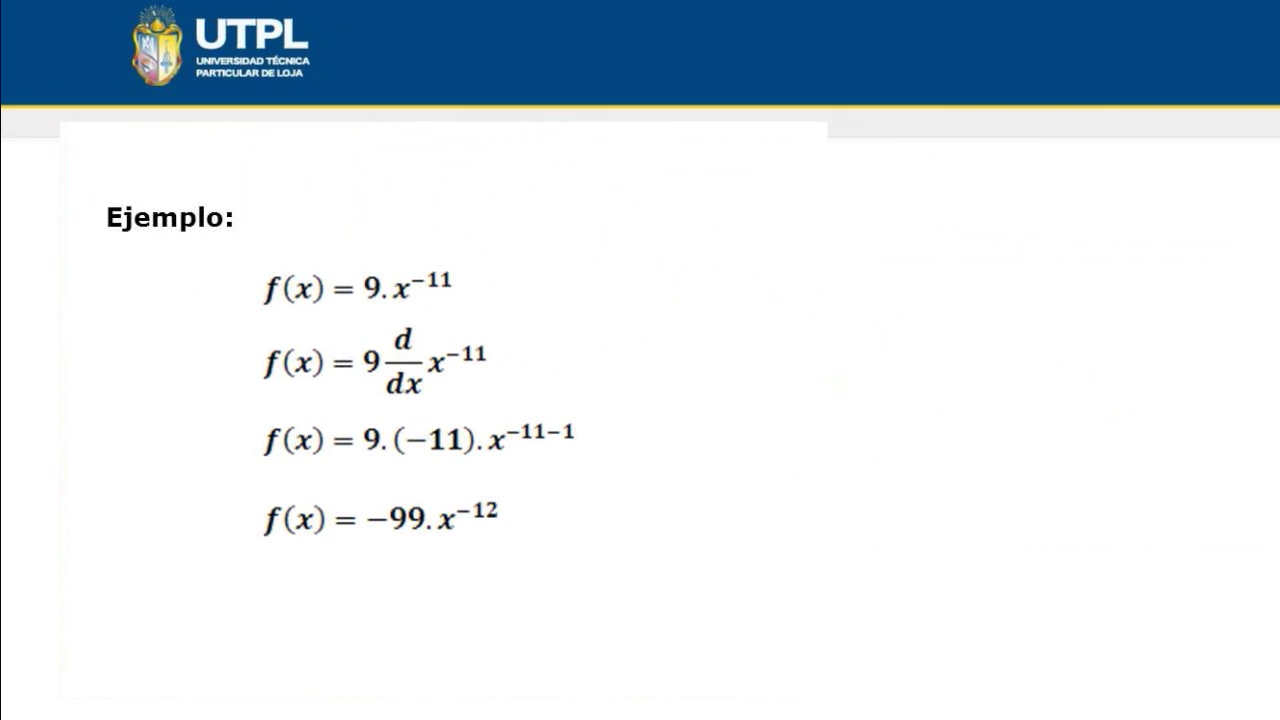 UTPL
UNIVERSIDAD TÉCNICA
PARTICULAR DE LOJA
Ejemplo:
f(x) = 9. x⁻¹¹
f(x) = 9 d/dx x⁻¹¹
f(x) = 9. (−11). x⁻¹¹⁻¹
f(x) = −99. x⁻¹²